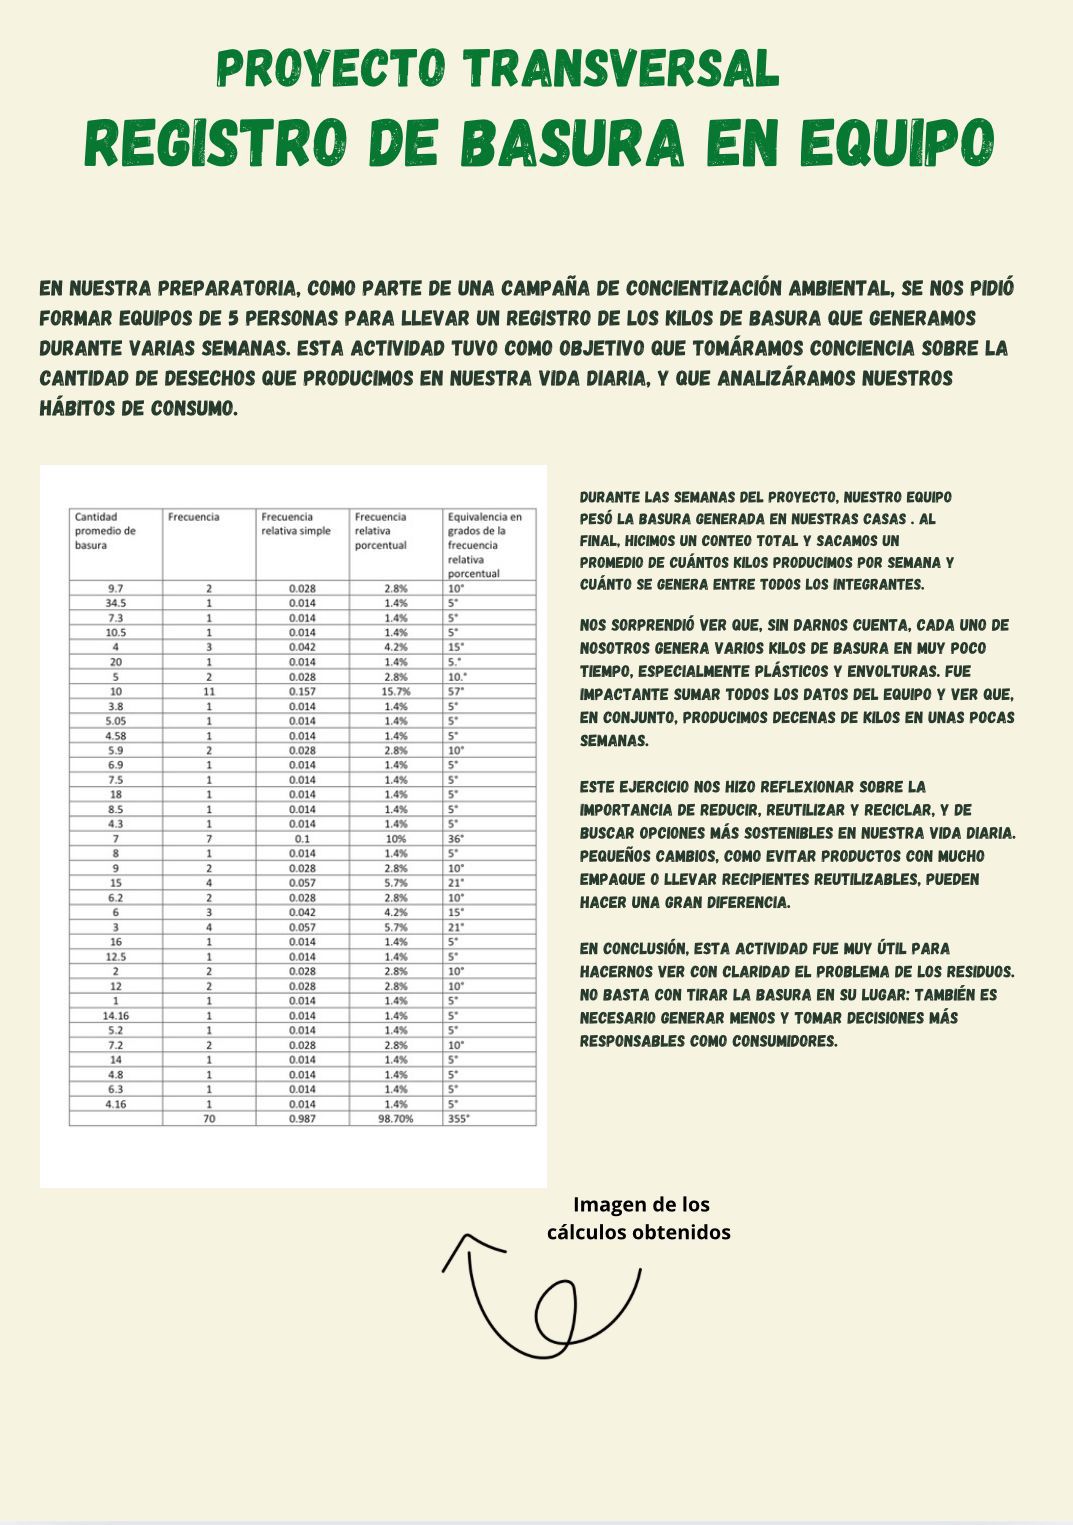 PROYECTO TRANSVERSAL
REGISTRO DE BASURA EN EQUIPO
EN NUESTRA PREPARATORIA, COMO PARTE DE UNA CAMPAÑA DE CONCIENTIZACIÓN AMBIENTAL, SE NOS PIDIÓ
FORMAR EQUIPOS DE 5 PERSONAS PARA LLEVAR UN REGISTRO DE LOS KILOS DE BASURA QUE GENERAMOS
DURANTE VARIAS SEMANAS. ESTA ACTIVIDAD TUVO COMO OBJETIVO QUE TOMÁRAMOS CONCIENCIA SOBRE LA
CANTIDAD DE DESECHOS QUE PRODUCIMOS EN NUESTRA VIDA DIARIA, Y QUE ANALIZÁRAMOS NUESTROS
HÁBITOS DE CONSUMO.
Cantidad promedio de basura Frecuencia Frecuencia relativa simple Frecuencia relativa porcentual Equivalencia en grados de la frecuencia relativa porcentual
9.7 2 0.028 2.8% 10°
34.5 1 0.014 1.4% 5°
7.3 1 0.014 1.4% 5°
10.5 1 0.014 1.4% 5°
4 3 0.042 4.2% 15°
20 1 0.014 1.4% 5.°
5 2 0.028 2.8% 10.°
10 11 0.157 15.7% 57°
3.8 1 0.014 1.4% 5°
5.05 1 0.014 1.4% 5°
4.58 1 0.014 1.4% 5°
5.9 2 0.028 2.8% 10°
6.9 1 0.014 1.4% 5°
7.5 1 0.014 1.4% 5°
18 1 0.014 1.4% 5°
8.5 1 0.014 1.4% 5°
4.3 1 0.014 1.4% 5°
7 7 0.1 10% 36°
8 1 0.014 1.4% 5°
9 2 0.028 2.8% 10°
15 4 0.057 5.7% 21°
6.2 2 0.028 2.8% 10°
6 3 0.042 4.2% 15°
3 4 0.057 5.7% 21°
16 1 0.014 1.4% 5°
12.5 1 0.014 1.4% 5°
2 2 0.028 2.8% 10°
12 2 0.028 2.8% 10°
1 1 0.014 1.4% 5°
14.16 1 0.014 1.4% 5°
5.2 1 0.014 1.4% 5°
7.2 2 0.028 2.8% 10°
14 1 0.014 1.4% 5°
4.8 1 0.014 1.4% 5°
6.3 1 0.014 1.4% 5°
4.16 1 0.014 1.4% 5°
70 0.987 98.70% 355°
DURANTE LAS SEMANAS DEL PROYECTO, NUESTRO EQUIPO
PESÓ LA BASURA GENERADA EN NUESTRAS CASAS . AL
FINAL, HICIMOS UN CONTEO TOTAL Y SACAMOS UN
PROMEDIO DE CUÁNTOS KILOS PRODUCIMOS POR SEMANA Y
CUÁNTO SE GENERA ENTRE TODOS LOS INTEGRANTES.
NOS SORPRENDIÓ VER QUE, SIN DARNOS CUENTA, CADA UNO DE
NOSOTROS GENERA VARIOS KILOS DE BASURA EN MUY POCO
TIEMPO, ESPECIALMENTE PLÁSTICOS Y ENVOLTURAS. FUE
IMPACTANTE SUMAR TODOS LOS DATOS DEL EQUIPO Y VER QUE,
EN CONJUNTO, PRODUCIMOS DECENAS DE KILOS EN UNAS POCAS
SEMANAS.
ESTE EJERCICIO NOS HIZO REFLEXIONAR SOBRE LA
IMPORTANCIA DE REDUCIR, REUTILIZAR Y RECICLAR, Y DE
BUSCAR OPCIONES MÁS SOSTENIBLES EN NUESTRA VIDA DIARIA.
PEQUEÑOS CAMBIOS, COMO EVITAR PRODUCTOS CON MUCHO
EMPAQUE O LLEVAR RECIPIENTES REUTILIZABLES, PUEDEN
HACER UNA GRAN DIFERENCIA.
EN CONCLUSIÓN, ESTA ACTIVIDAD FUE MUY ÚTIL PARA
HACERNOS VER CON CLARIDAD EL PROBLEMA DE LOS RESIDUOS.
NO BASTA CON TIRAR LA BASURA EN SU LUGAR: TAMBIÉN ES
NECESARIO GENERAR MENOS Y TOMAR DECISIONES MÁS
RESPONSABLES COMO CONSUMIDORES.
Imagen de los
cálculos obtenidos